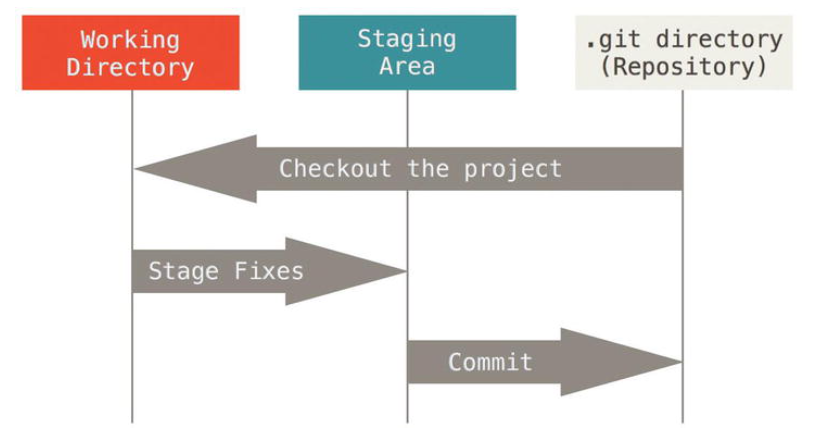 Working
Directory
Staging
Area
.git directory
(Repository)
Checkout the project
Stage Fixes
Commit